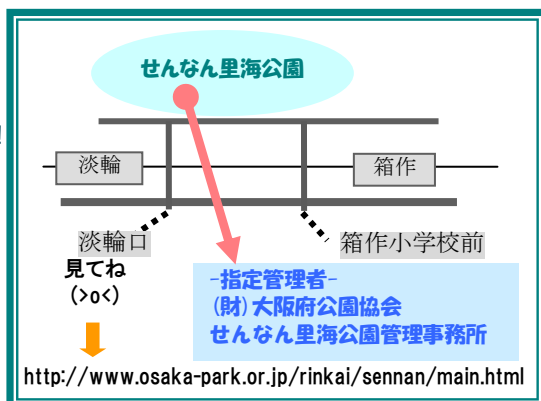 せんなん里海公園
!
淡輪
箱作
淡輪口
箱作小学校前
見てね
(>o<)
-指定管理者-
(財)大阪府公園協会
せんなん里海公園管理事務所
http://www.osaka-park.or.jp/rinkai/sennan/main.html